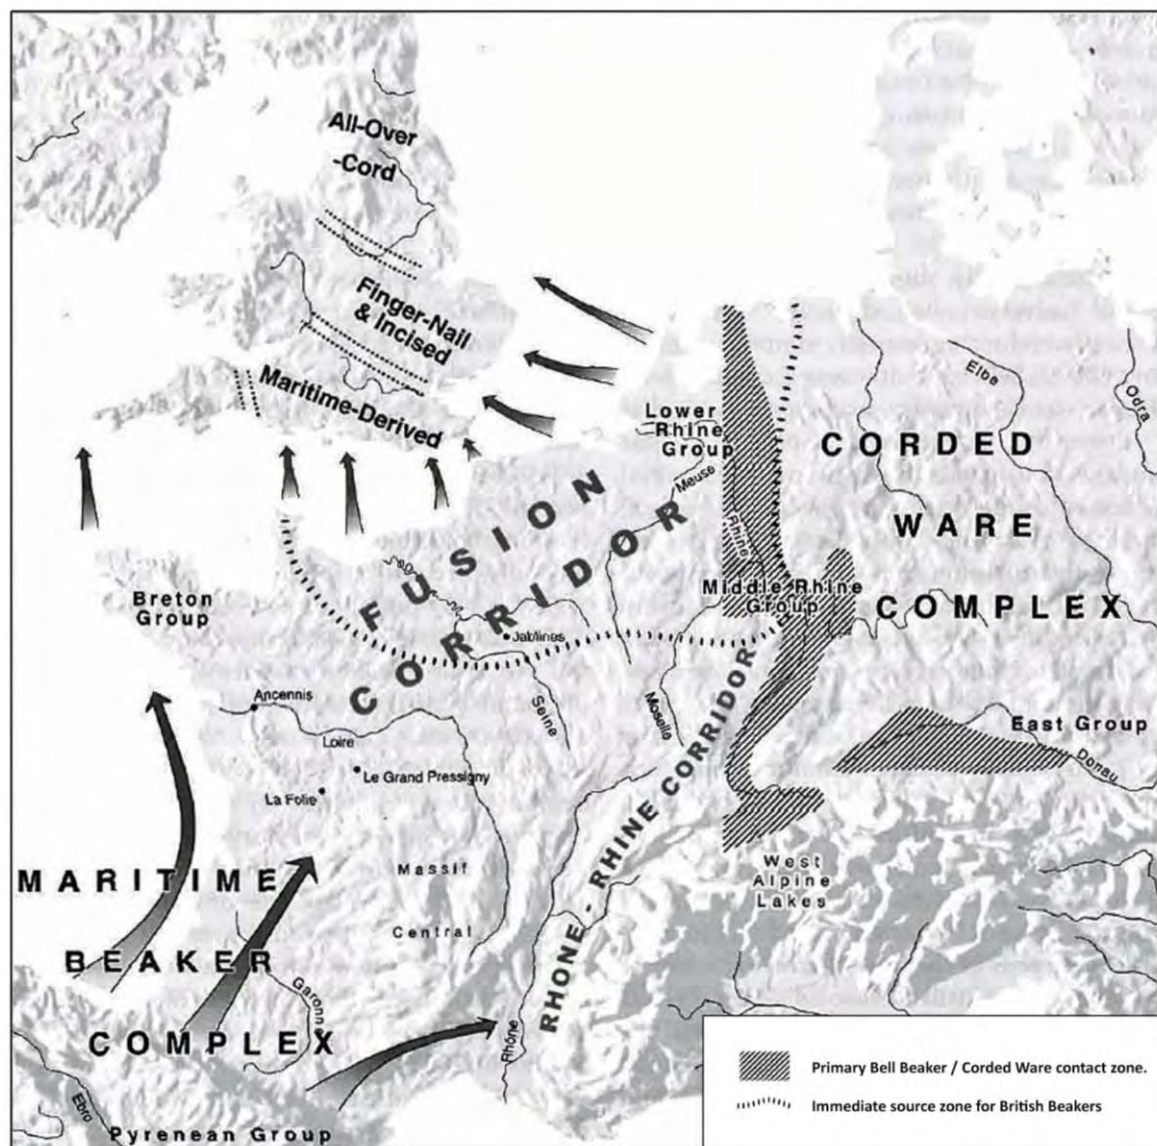 All-Over
-Cord
Finger-Nail
& Incised
Maritime-Derived
Lower
Rhine
Group
Meuse
Rhine
Elbe
Odra
CORDED
WARE
COMPLEX
FUSION
CORRIDOR
Breton
Group
Middle Rhine
Group
Jablines
Ancennis
Seine
Moselle
Loire
Le Grand Pressigny
La Folie
East Group
Donau
RHONE - RHINE CORRIDOR
West
Alpine
Lakes
Massif
Central
MARITIME
BEAKER
COMPLEX
Garonne
Rhône
Ebro
Pyrenean Group
Primary Bell Beaker / Corded Ware contact zone.
Immediate source zone for British Beakers